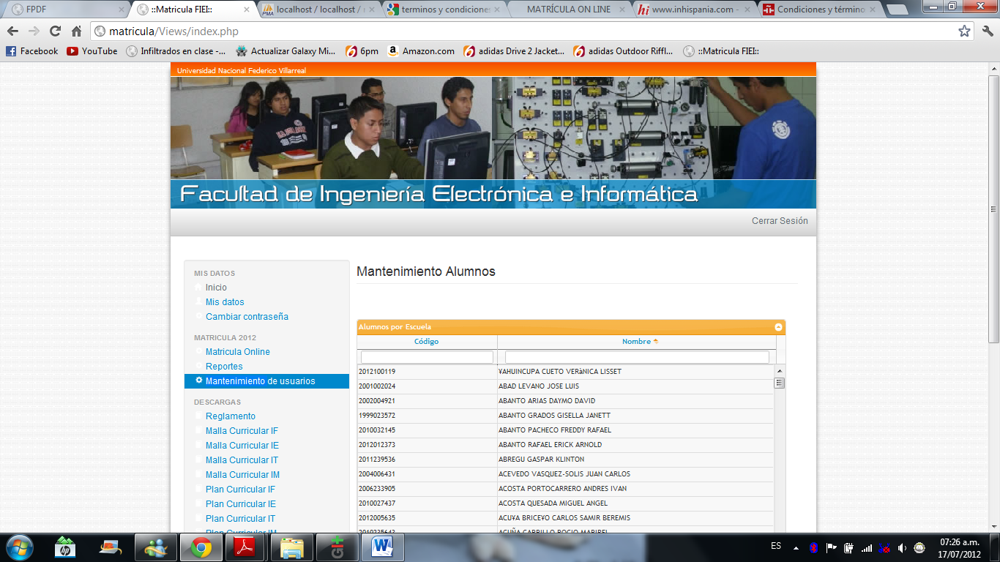 FPDF
::Matricula FIEI::
localhost / localhost /
terminos y condiciones
MATRÍCULA ON LINE
www.inhispania.com -
Condiciones y término
matricula/Views/index.php
Facebook
YouTube
Infiltrados en clase -...
Actualizar Galaxy Mi...
6pm
Amazon.com
adidas Drive 2 Jacket...
adidas Outdoor Riffl...
::Matricula FIEI::
Universidad Nacional Federico Villarreal
Facultad de Ingeniería Electrónica e Informática
Cerrar Sesión
MIS DATOS
Inicio
Mis datos
Cambiar contraseña
MATRICULA 2012
Matricula Online
Reportes
Mantenimiento de usuarios
DESCARGAS
Reglamento
Malla Curricular IF
Malla Curricular IE
Malla Curricular IT
Malla Curricular IM
Plan Curricular IF
Plan Curricular IE
Plan Curricular IT
Plan Curricular IM
Mantenimiento Alumnos
Alumnos por Escuela
Código Nombre
2012100119 ¥AHUINCUPA CUETO VERàNICA LISSET
2001002024 ABAD LEVANO JOSE LUIS
2002004921 ABANTO ARIAS DAYMO DAVID
1999023572 ABANTO GRADOS GISELLA JANETT
2010032145 ABANTO PACHECO FREDDY RAFAEL
2012012373 ABANTO RAFAEL ERICK ARNOLD
2011239536 ABREGU GASPAR KLINTON
2004006431 ACEVEDO VASQUEZ-SOLIS JUAN CARLOS
2006233905 ACOSTA PORTOCARRERO ANDRES IVAN
2010027437 ACOSTA QUESADA MIGUEL ANGEL
2012005635 ACU¥A BRICE¥O CARLOS SAMIR BEREMIS
ACUÑA CARRILLO ROCIO MARIBEL
ES
07:26 a.m.
17/07/2012